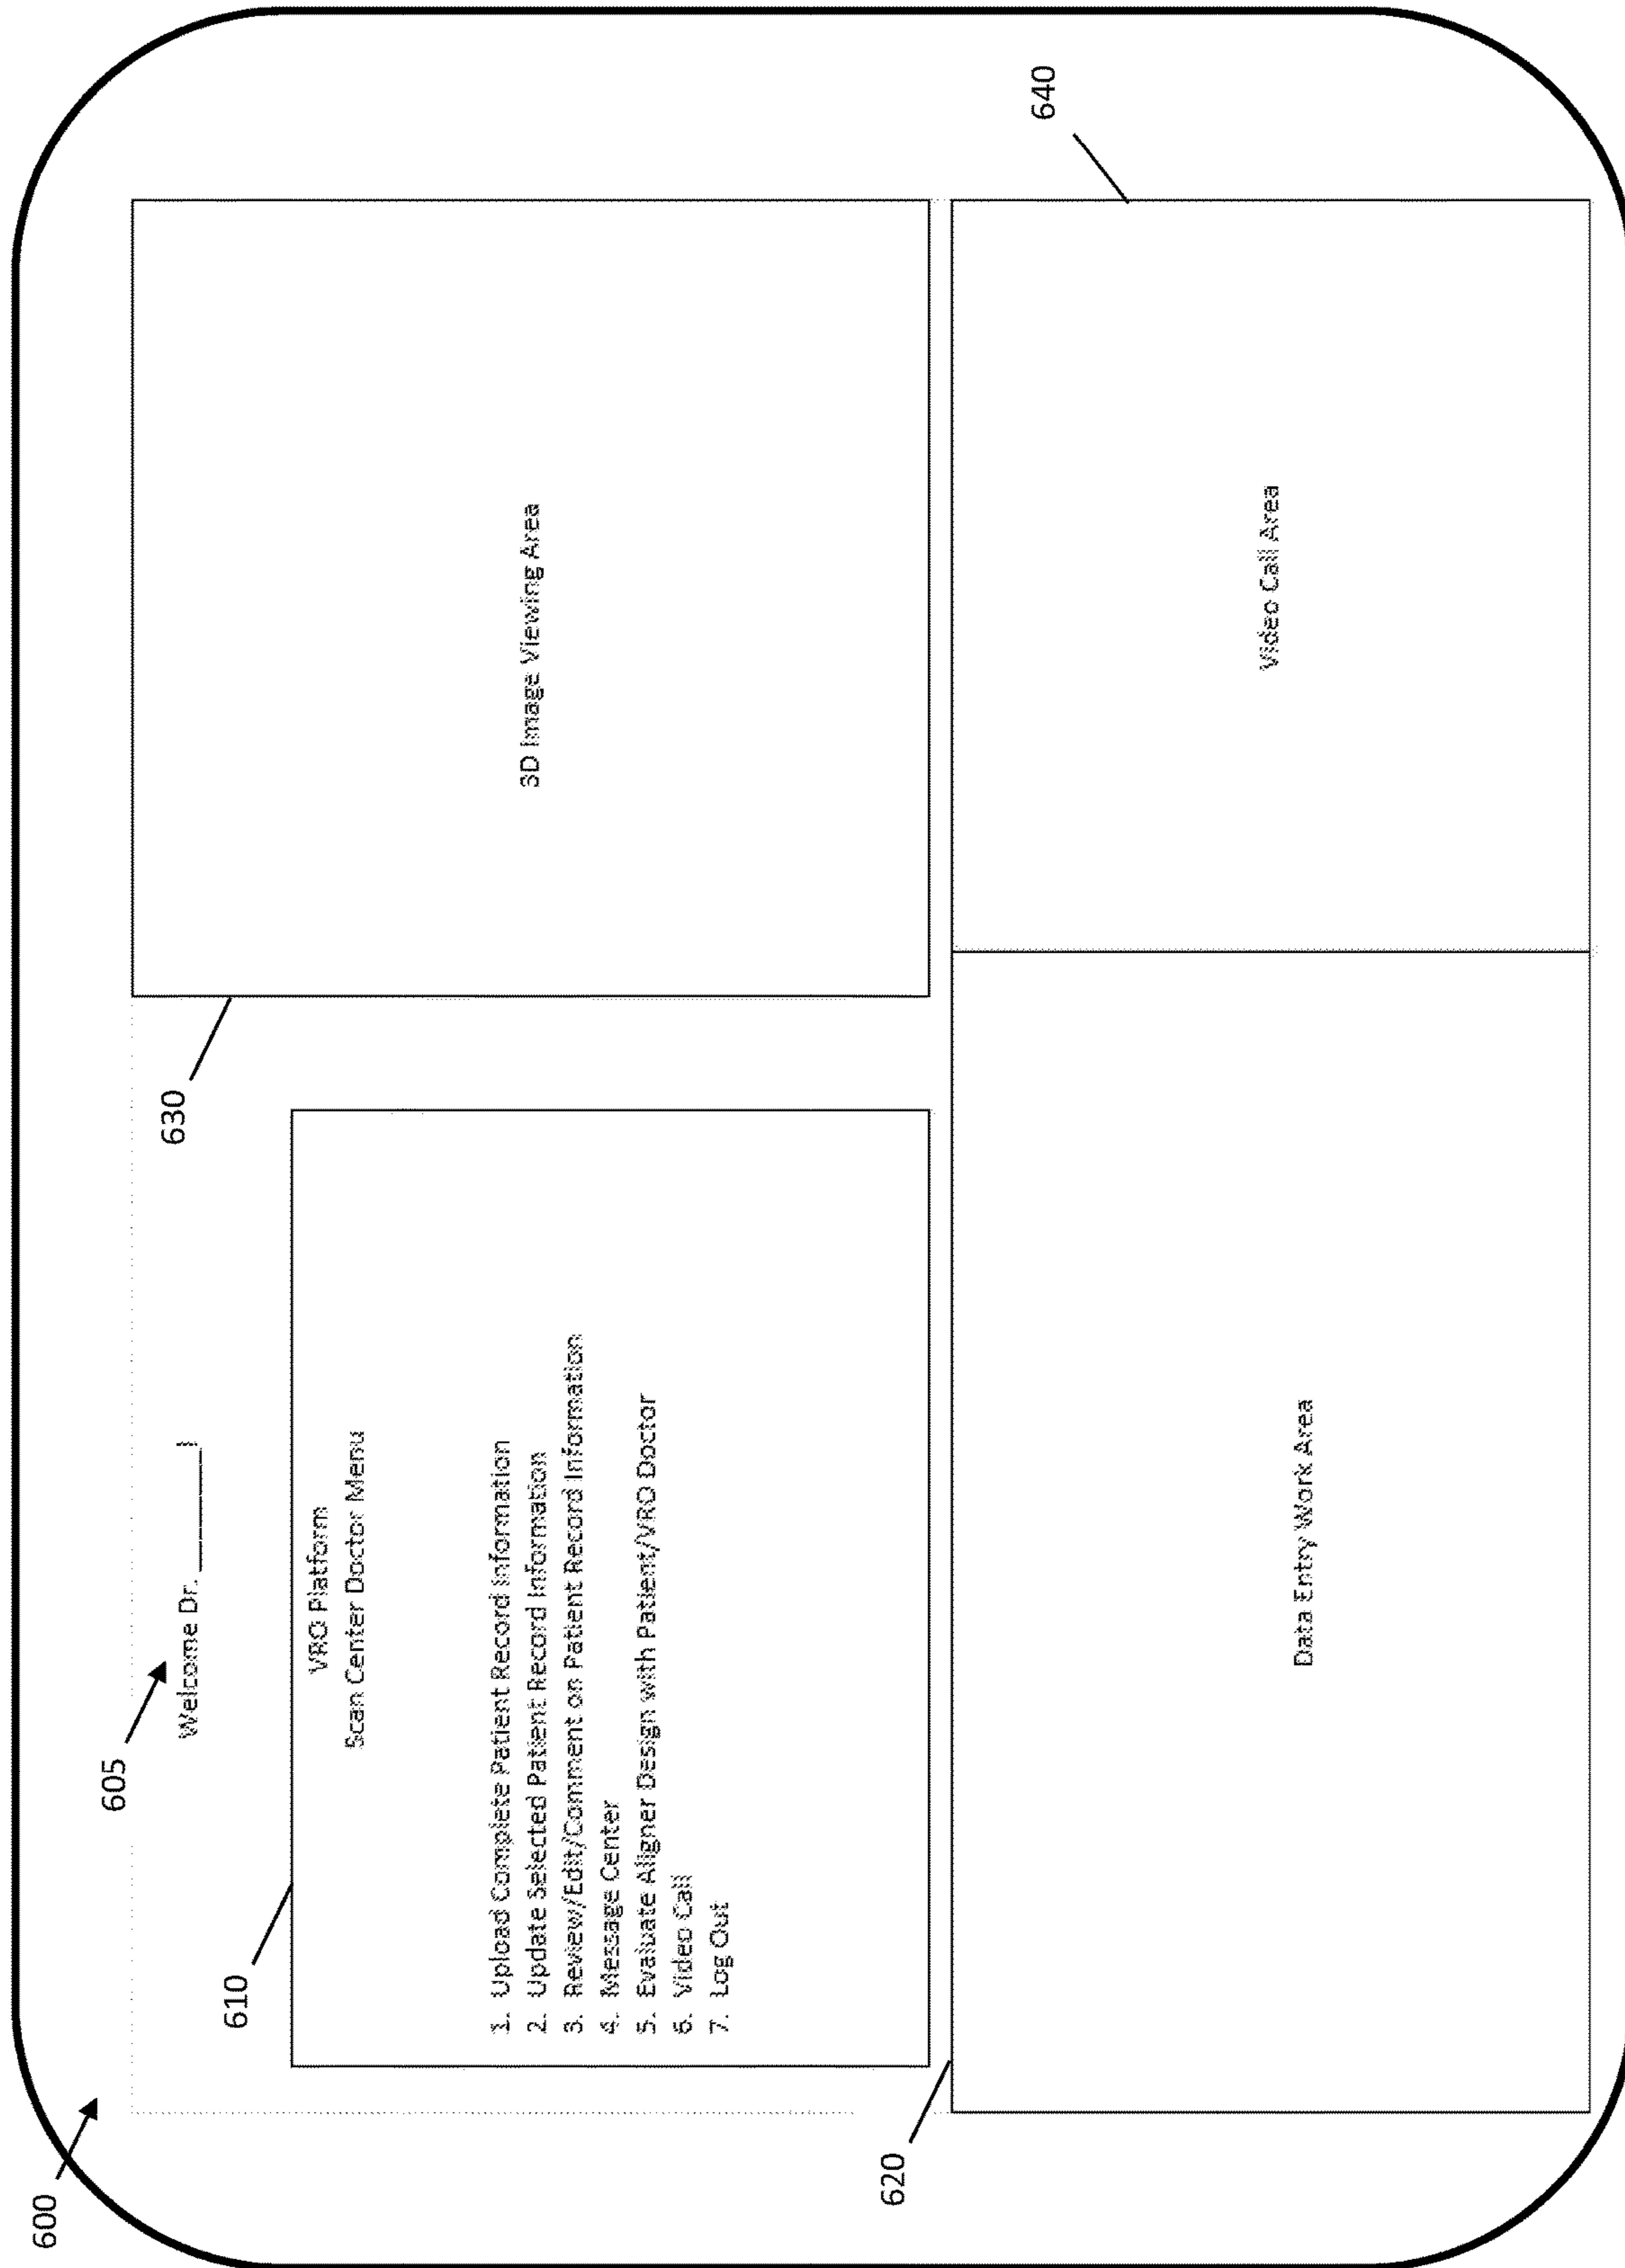 600
605
Welcome Dr. ________!
610
VRO Platform
Scan Center Doctor Menu
1. Upload Complete Patient Record Information
2. Update Selected Patient Record Information
3. Review/Edit/Comment on Patient Record Information
4. Message Center
5. Evaluate Aligner Design with Patient/VRO Doctor
6. Video Call
7. Log Out
630
3D Image Viewing Area
620
Data Entry Work Area
640
Video Call Area